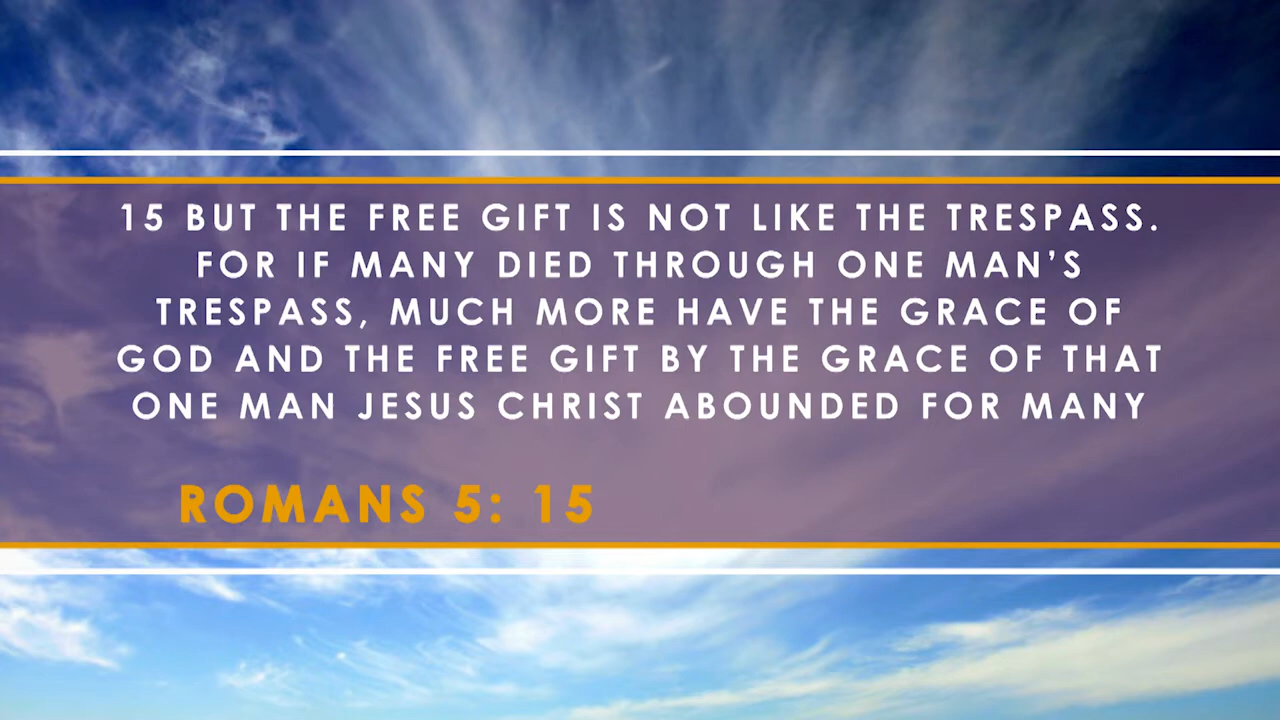 15 BUT THE FREE GIFT IS NOT LIKE THE TRESPASS.
FOR IF MANY DIED THROUGH ONE MAN’S
TRESPASS, MUCH MORE HAVE THE GRACE OF
GOD AND THE FREE GIFT BY THE GRACE OF THAT
ONE MAN JESUS CHRIST ABOUNDED FOR MANY
ROMANS 5: 15